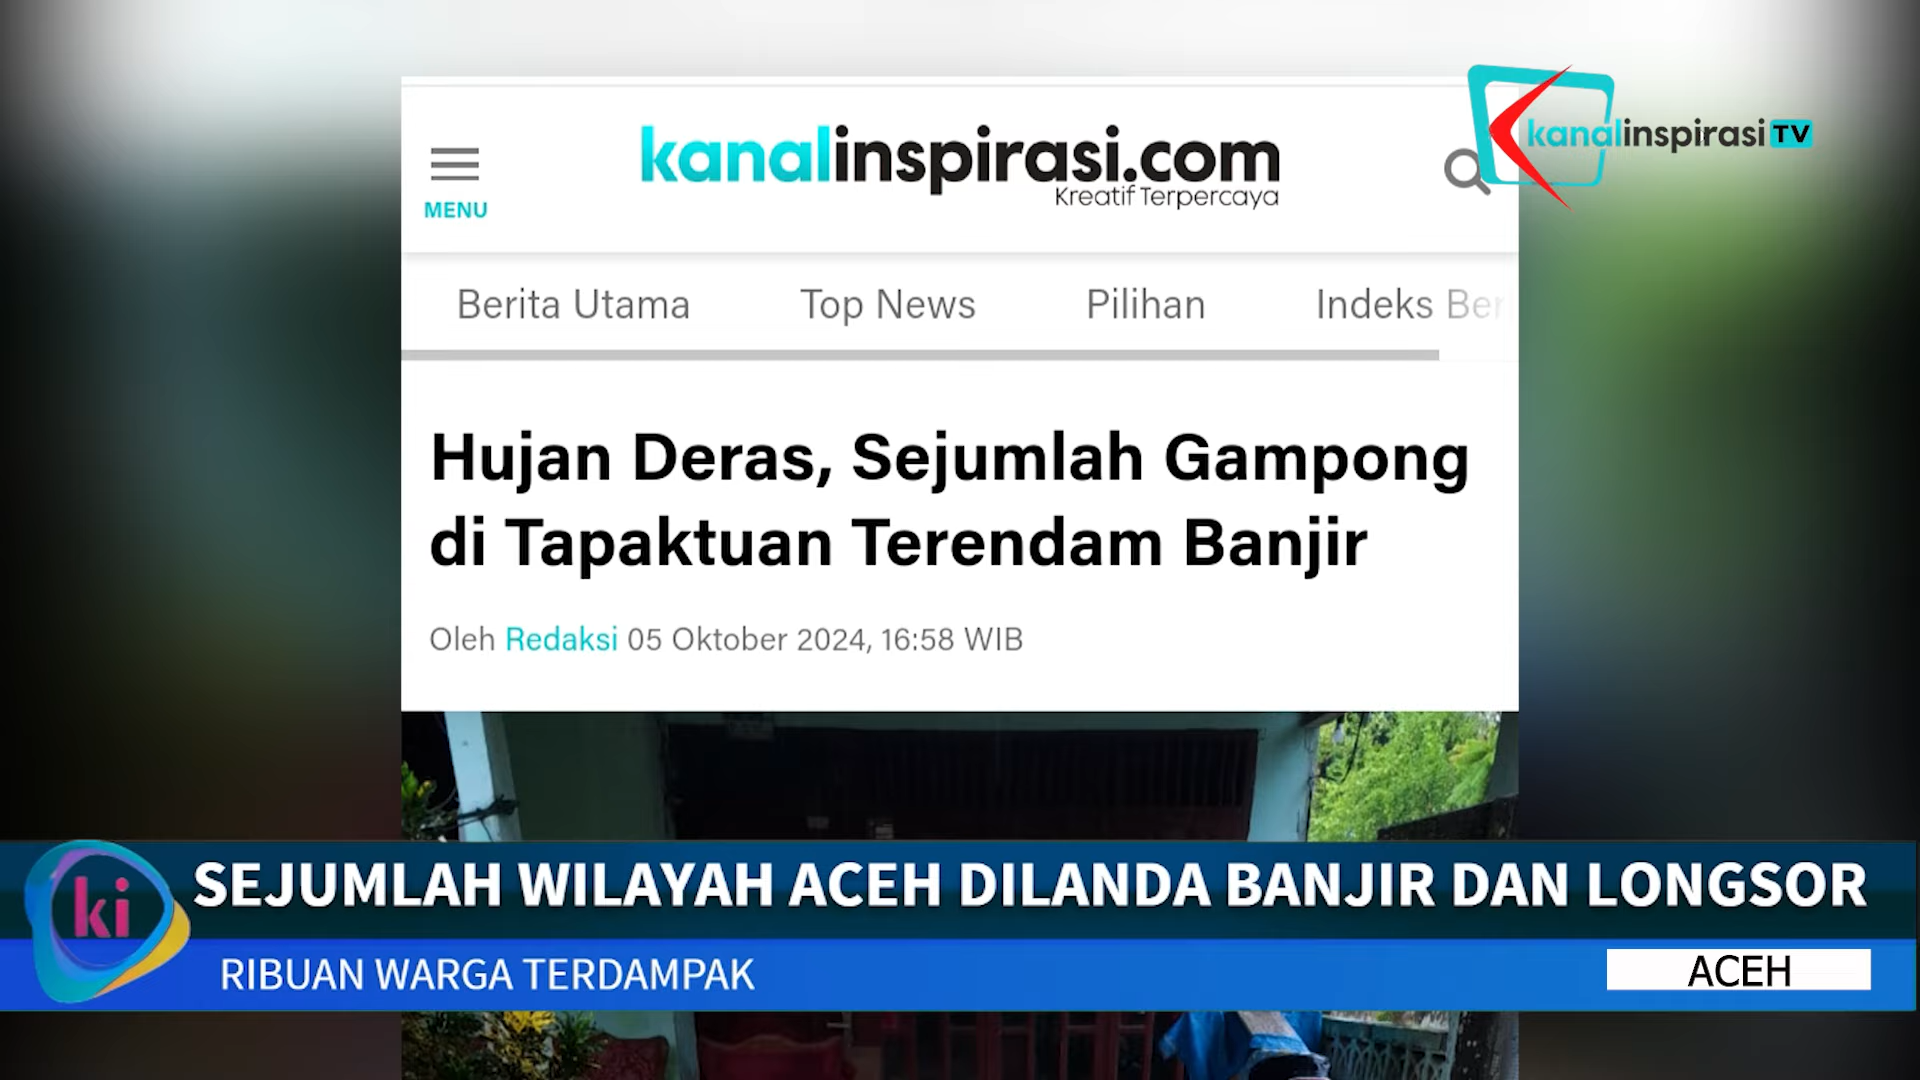 kanalinspirasi.com
Kreatif Terpercaya
kanalinspirasi TV
MENU
Berita Utama Top News Pilihan Indeks Ber
Hujan Deras, Sejumlah Gampong
di Tapaktuan Terendam Banjir
Oleh Redaksi 05 Oktober 2024, 16:58 WIB
ki
SEJUMLAH WILAYAH ACEH DILANDA BANJIR DAN LONGSOR
RIBUAN WARGA TERDAMPAK
ACEH